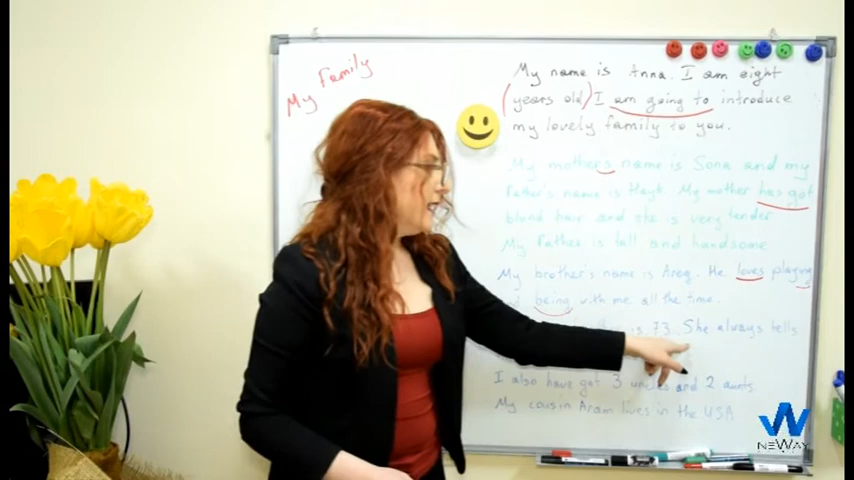 My Family
My name is Anna. I am eight
(years old) I am going to introduce
my lovely family to you.
My mother's name is Sona and my
father's name is Hayk. My mother has got
blond hair and she is very tender
My father is tall and handsome
My brother's name is Areg. He loves playing
being with me all the time.
is 73. She always tells
I also have got 3 uncles and 2 aunts
My cousin Aram lives in the USA
NEWAY